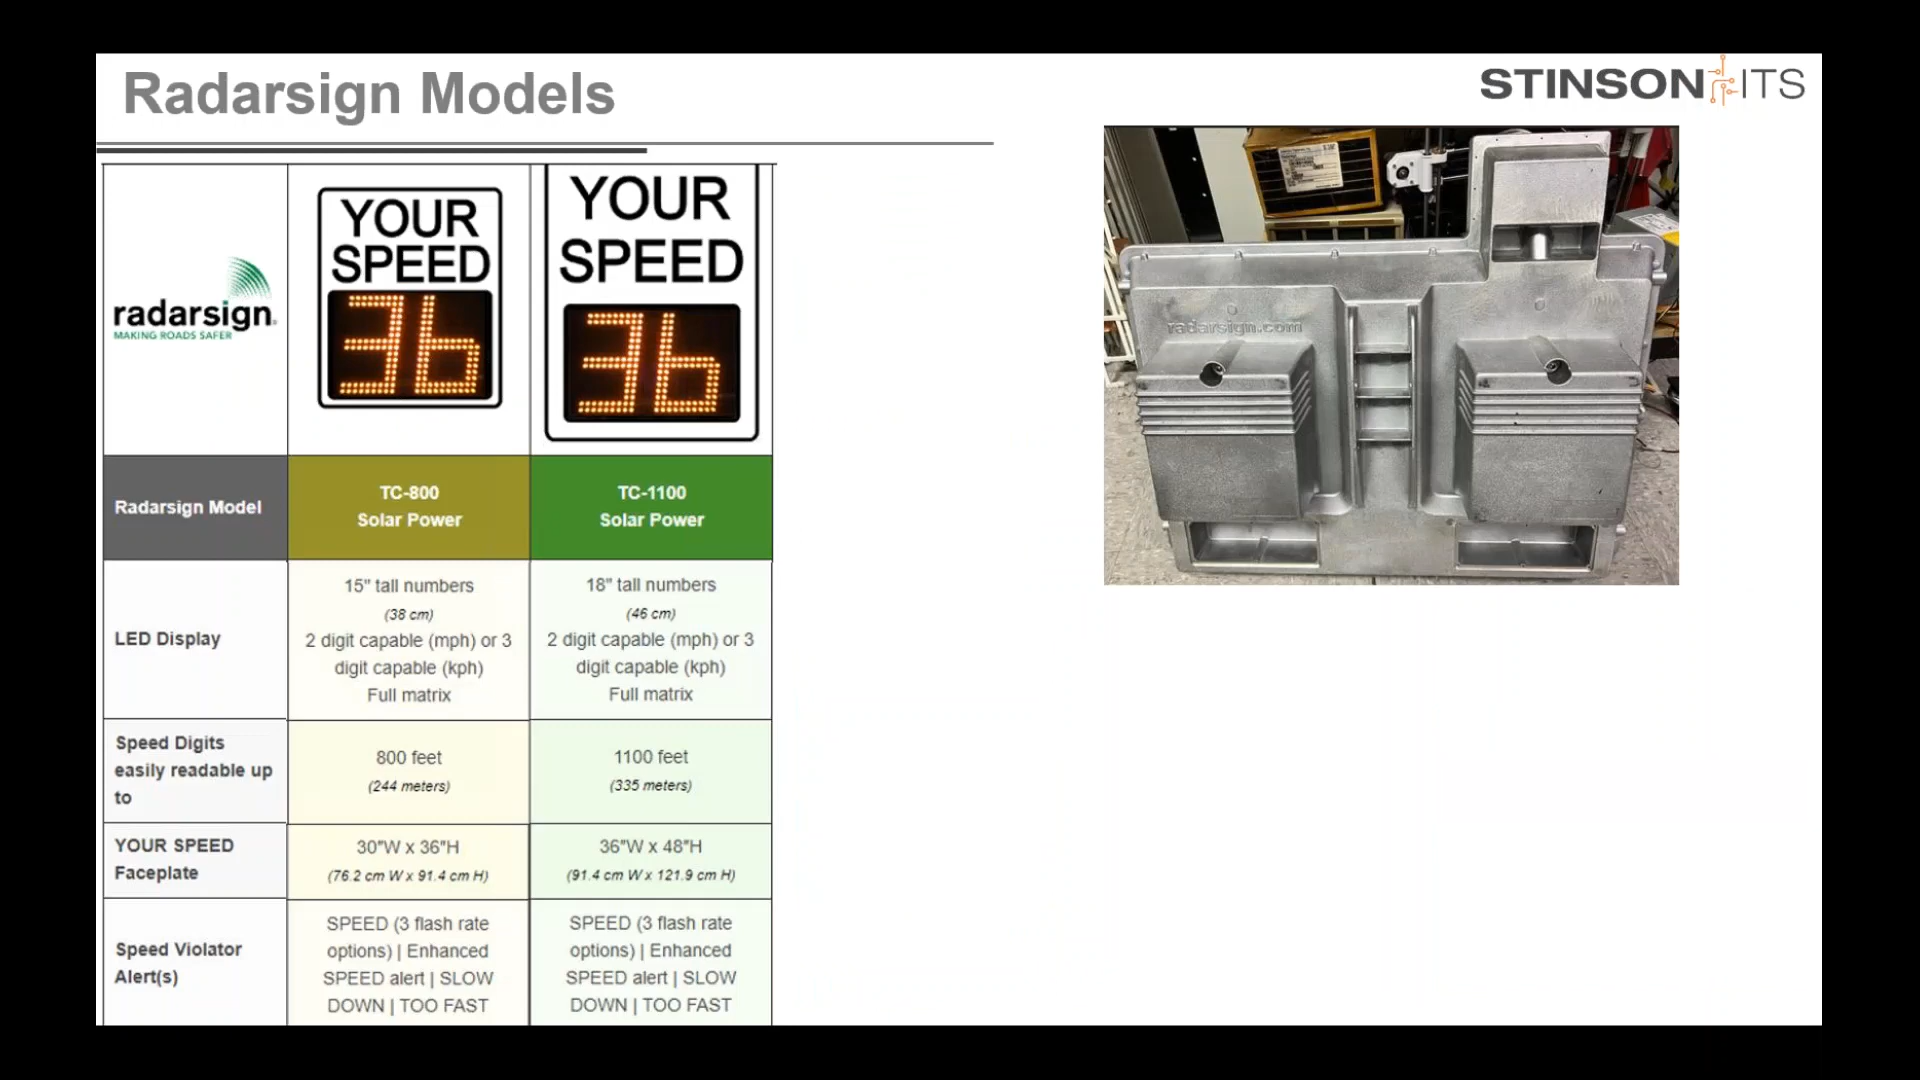 Radarsign Models
STINSON ITS
radarsign
MAKING ROADS SAFER
YOUR
SPEED
36
YOUR
SPEED
36
radarsign.com
Radarsign Model
TC-800
Solar Power
TC-1100
Solar Power
LED Display
15" tall numbers
(38 cm)
2 digit capable (mph) or 3
digit capable (kph)
Full matrix
18" tall numbers
(46 cm)
2 digit capable (mph) or 3
digit capable (kph)
Full matrix
Speed Digits
easily readable up
to
800 feet
(244 meters)
1100 feet
(335 meters)
YOUR SPEED
Faceplate
30"W x 36"H
(76.2 cm W x 91.4 cm H)
36"W x 48"H
(91.4 cm W x 121.9 cm H)
Speed Violator
Alert(s)
SPEED (3 flash rate
options) | Enhanced
SPEED alert | SLOW
DOWN | TOO FAST
SPEED (3 flash rate
options) | Enhanced
SPEED alert | SLOW
DOWN | TOO FAST